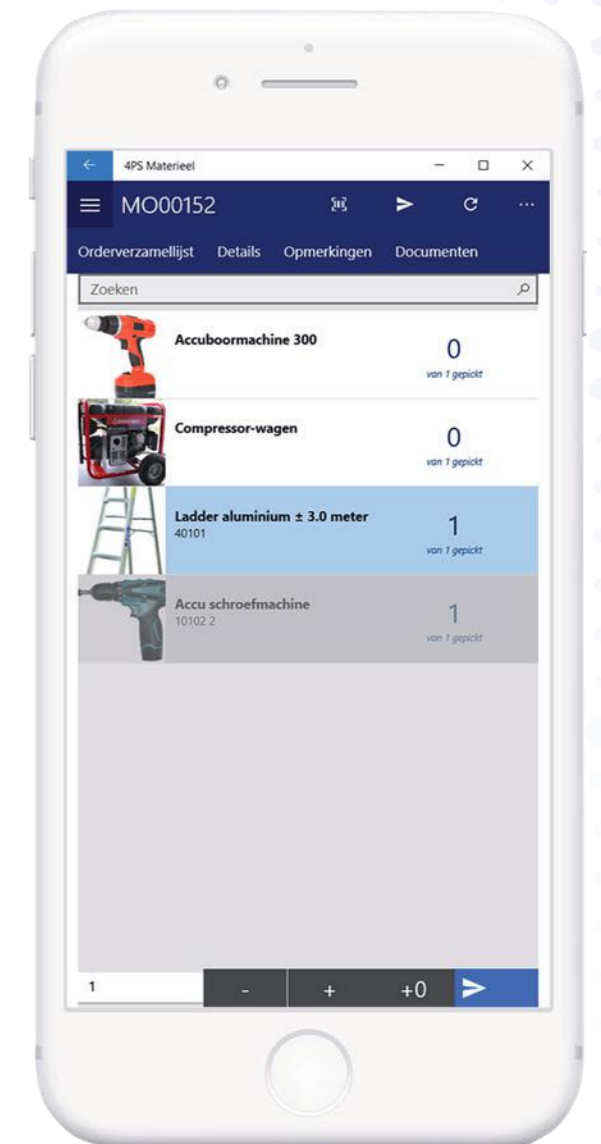 4PS Materieel
MO00152
Orderverzamellijst Details Opmerkingen Documenten
Zoeken
Accuboormachine 300
0
van 1 gepickt
Compressor-wagen
0
van 1 gepickt
Ladder aluminium ± 3.0 meter
40101
1
van 1 gepickt
Accu schroefmachine
10102 2
1
van 1 gepickt
1 - + +0